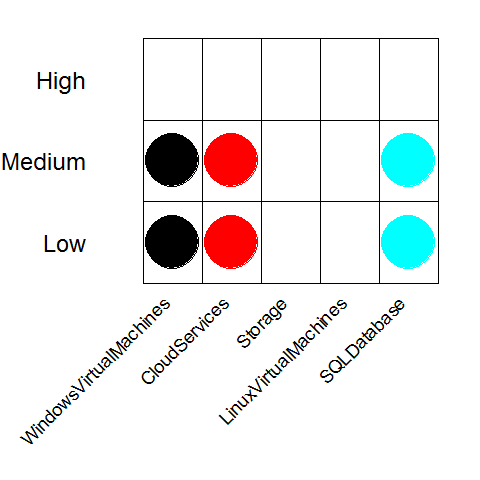 High
Medium
Low
WindowsVirtualMachines
CloudServices
Storage
LinuxVirtualMachines
SQLDatabase